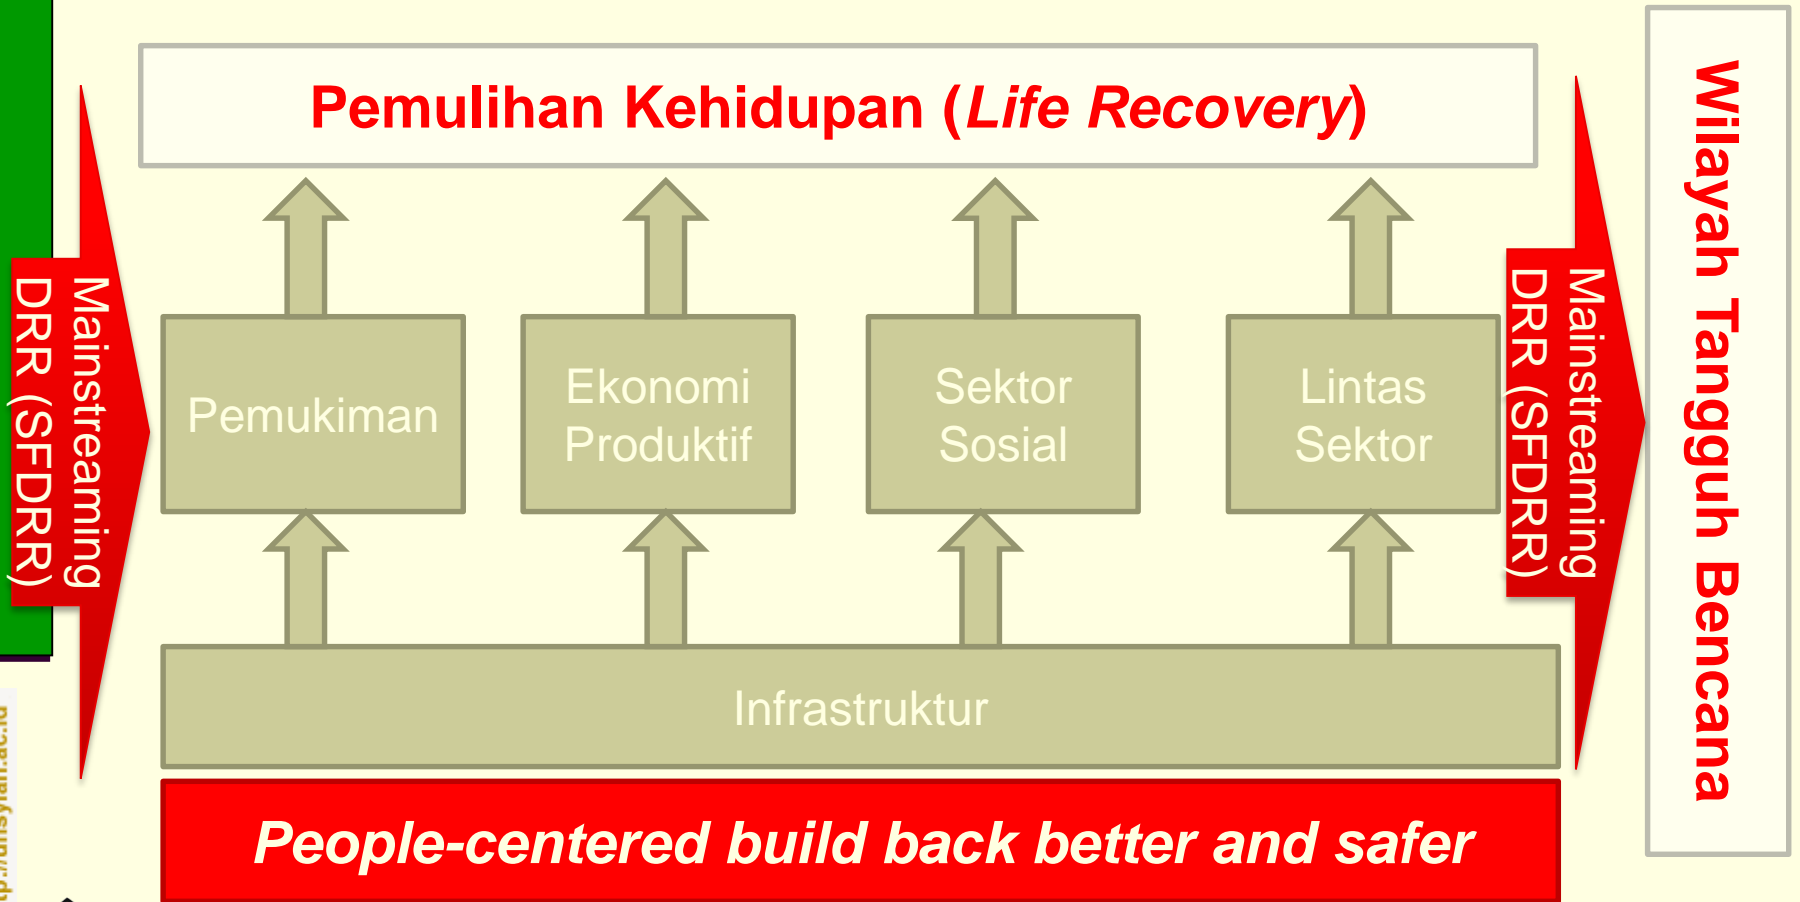 Pemulihan Kehidupan (Life Recovery)
Mainstreaming
DRR (SFDRR)
Pemukiman
Ekonomi
Produktif
Sektor
Sosial
Lintas
Sektor
Mainstreaming
DRR (SFDRR)
Wilayah Tangguh Bencana
Infrastruktur
People-centered build back better and safer